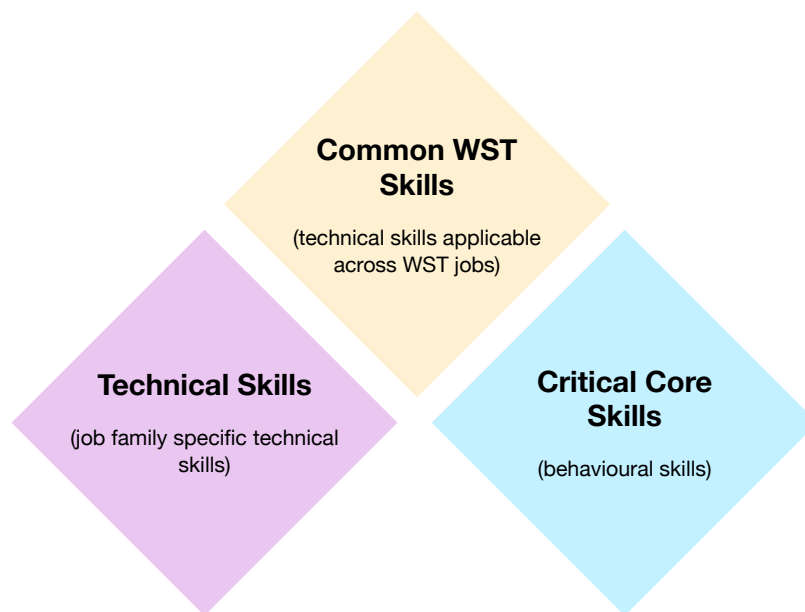 Common WST
Skills
(technical skills applicable
across WST jobs)
Technical Skills
(job family specific technical
skills)
Critical Core
Skills
(behavioural skills)